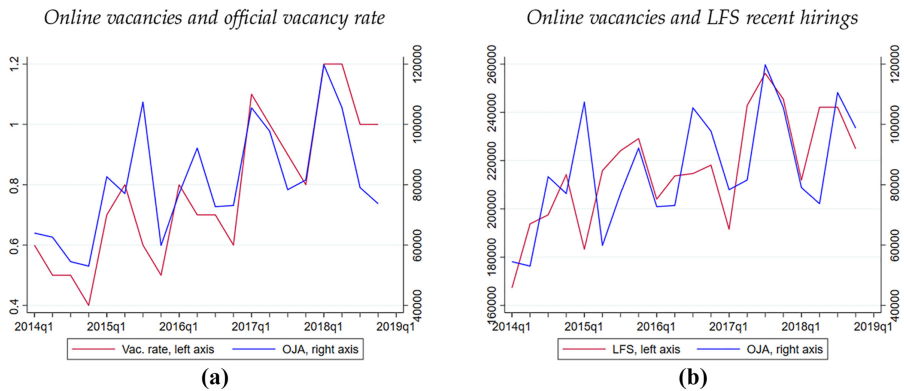 Online vacancies and official vacancy rate
1.2
1
0.8
0.6
0.4
120000
100000
80000
60000
40000
2014q1 2015q1 2016q1 2017q1 2018q1 2019q1
Vac. rate, left axis OJA, right axis
(a)
Online vacancies and LFS recent hirings
260000
240000
220000
200000
180000
160000
120000
100000
80000
60000
40000
2014q1 2015q1 2016q1 2017q1 2018q1 2019q1
LFS, left axis OJA, right axis
(b)